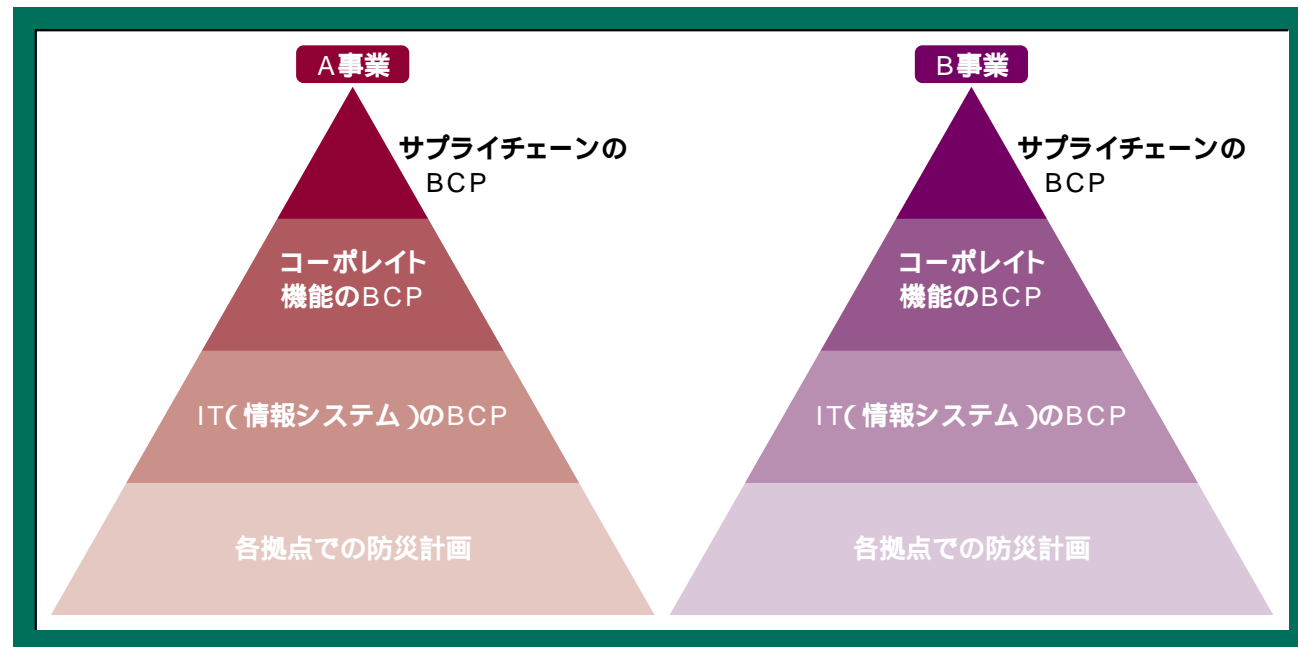 A事業
サプライチェーンの
BCP
コーポレイト
機能のBCP
IT(情報システム)のBCP
各拠点での防災計画
B事業
サプライチェーンの
BCP
コーポレイト
機能のBCP
IT(情報システム)のBCP
各拠点での防災計画